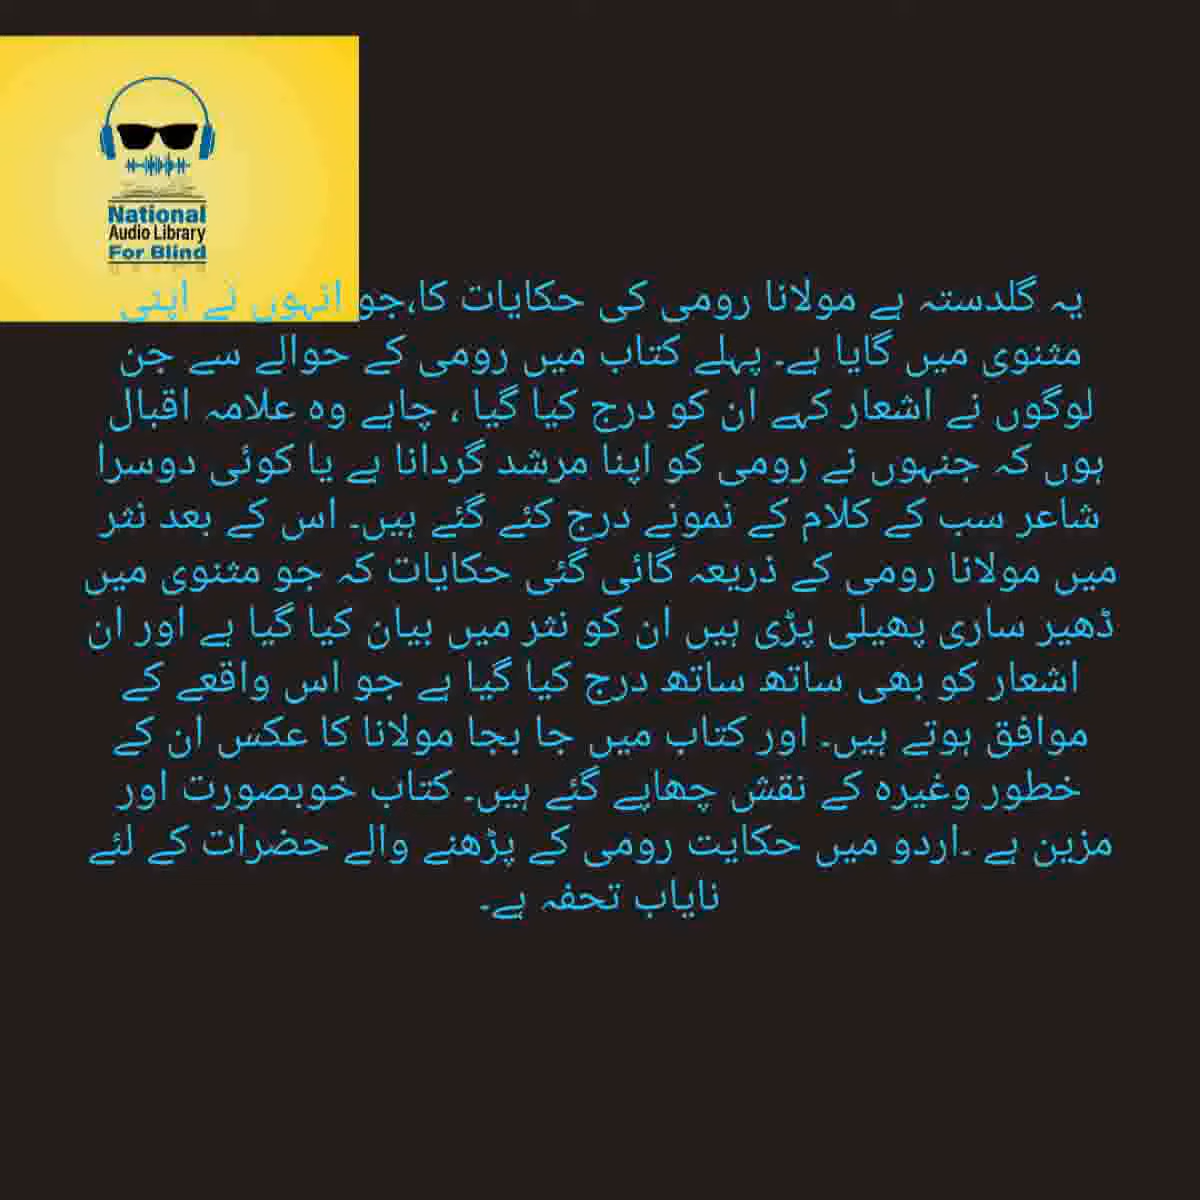 National
Audio Library
For Blind
یہ گلدستہ ہے مولانا رومی کی حکایات کا،جو انہوں نے اپنی
مثنوی میں گایا ہے۔ پہلے کتاب میں رومی کے حوالے سے جن
لوگوں نے اشعار کہے ان کو درج کیا گیا ، چاہے وہ علامہ اقبال
ہوں کہ جنہوں نے رومی کو اپنا مرشد گردانا ہے یا کوئی دوسرا
شاعر سب کے کلام کے نمونے درج کئے گئے ہیں۔ اس کے بعد نثر
میں مولانا رومی کے ذریعہ گائی گئی حکایات کہ جو مثنوی میں
ڈھیر ساری پھیلی پڑی ہیں ان کو نثر میں بیان کیا گیا ہے اور ان
اشعار کو بھی ساتھ ساتھ درج کیا گیا ہے جو اس واقعے کے
موافق ہوتے ہیں۔ اور کتاب میں جا بجا مولانا کا عکس ان کے
خطور وغیرہ کے نقش چھاپے گئے ہیں۔ کتاب خوبصورت اور
مزین ہے ۔اردو میں حکایت رومی کے پڑھنے والے حضرات کے لئے
نایاب تحفہ ہے۔